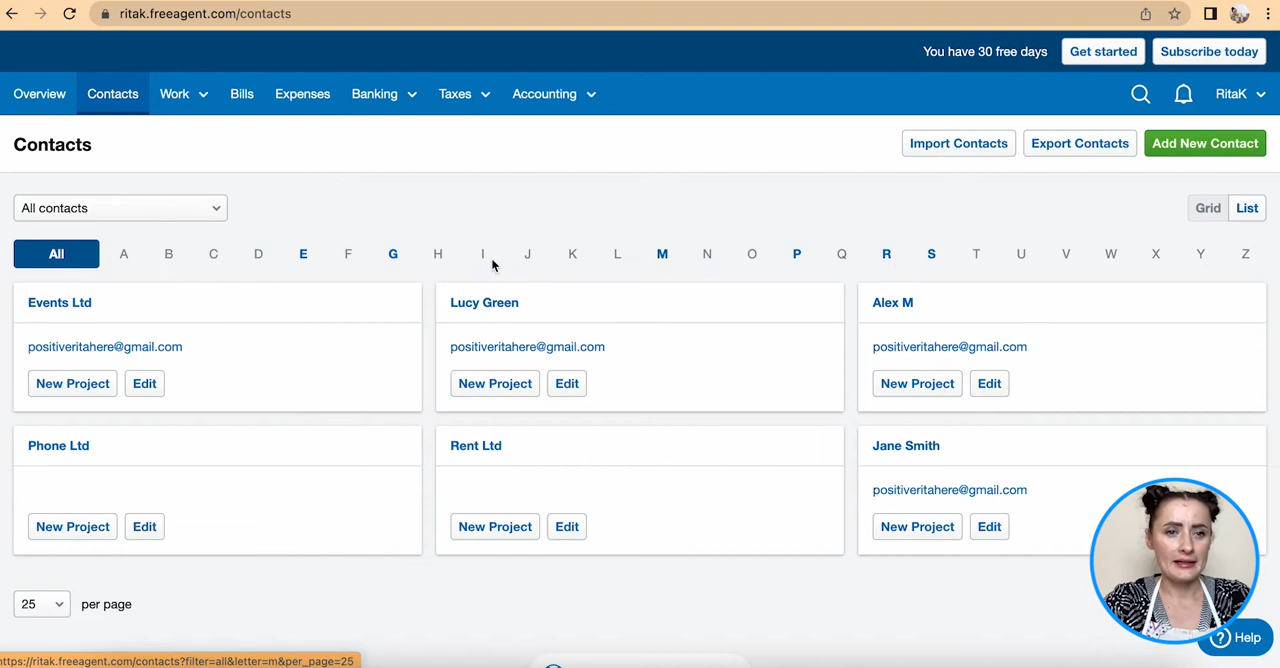 ritak.freeagent.com/contacts
You have 30 free days Get started Subscribe today
Overview Contacts Work Bills Expenses Banking Taxes Accounting RitaK
Contacts Import Contacts Export Contacts Add New Contact
All contacts Grid List
All A B C D E F G H I J K L M N O P Q R S T U V W X Y Z
Events Ltd Lucy Green Alex M
positiveritahere@gmail.com positiveritahere@gmail.com positiveritahere@gmail.com
New Project Edit New Project Edit New Project Edit
Phone Ltd Rent Ltd Jane Smith
positiveritahere@gmail.com
New Project Edit New Project Edit New Project Edit
25 per page
? Help
https://ritak.freeagent.com/contacts?filter=all&letter=m&per_page=25